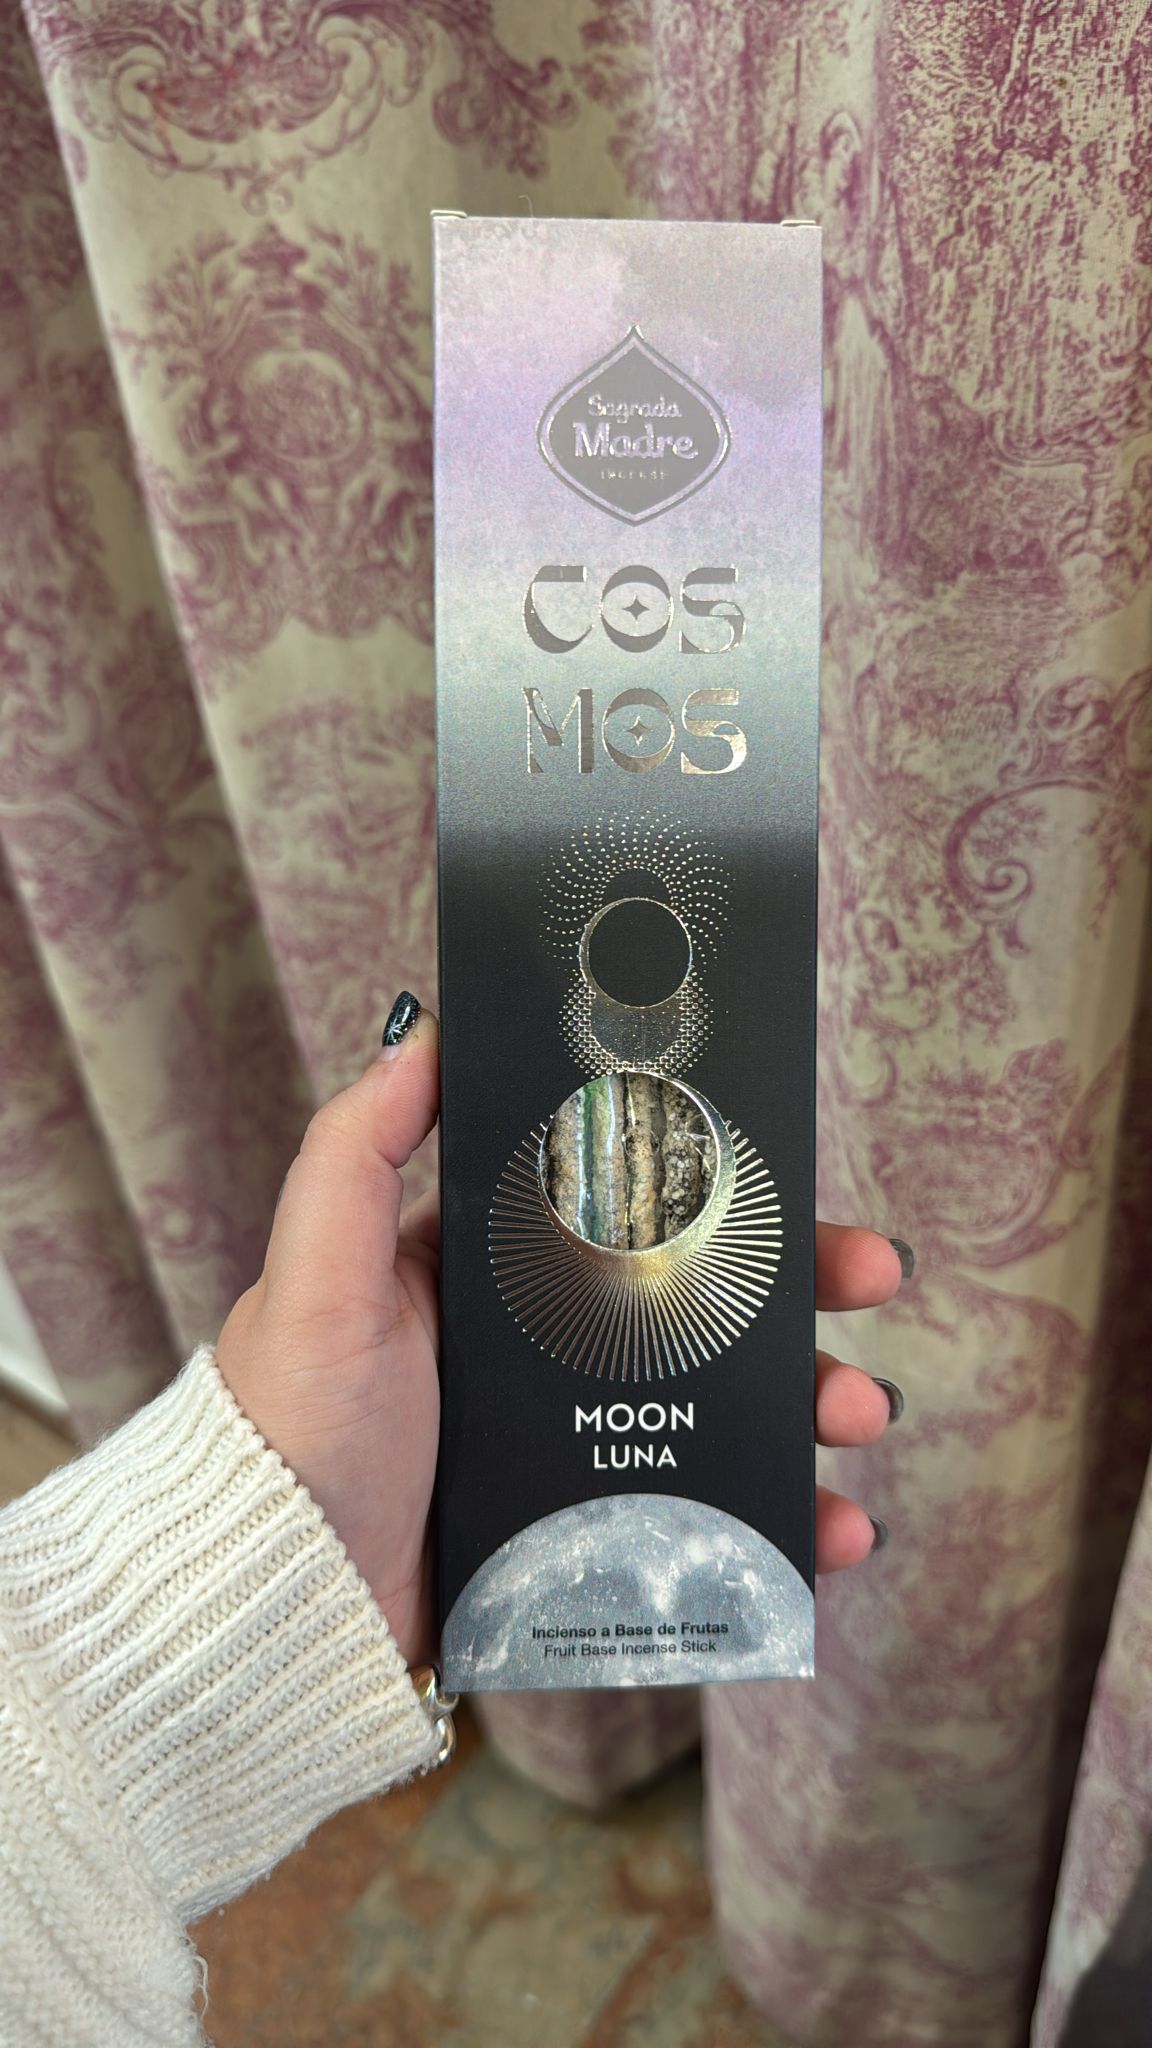 Sagrada
Madre
INCENSE
COS
MOS
MOON
LUNA
Incienso a Base de Frutas
Fruit Base Incense Stick